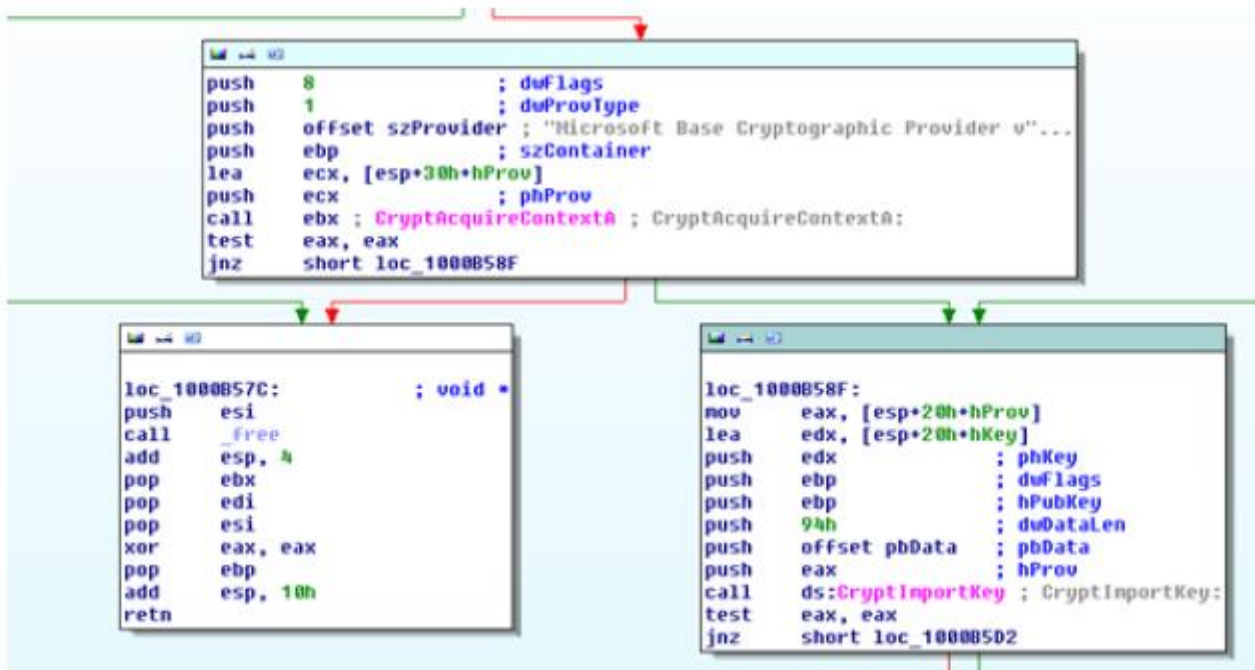 push 8 ; dwFlags
push 1 ; dwProvType
push offset szProvider ; "Microsoft Base Cryptographic Provider v"...
push ebp ; szContainer
lea ecx, [esp+30h+hProv]
push ecx ; phProv
call ebx ; CryptAcquireContextA ; CryptAcquireContextA:
test eax, eax
jnz short loc_1000B58F
loc_1000B57C: ; void *
push esi
call _free
add esp, 4
pop ebx
pop edi
pop esi
xor eax, eax
pop ebp
add esp, 10h
retn
loc_1000B58F:
mov eax, [esp+20h+hProv]
lea edx, [esp+20h+hKey]
push edx ; phKey
push ebp ; dwFlags
push ebp ; hPubKey
push 94h ; dwDataLen
push offset pbData ; pbData
push eax ; hProv
call ds:CryptImportKey ; CryptImportKey:
test eax, eax
jnz short loc_1000B5D2